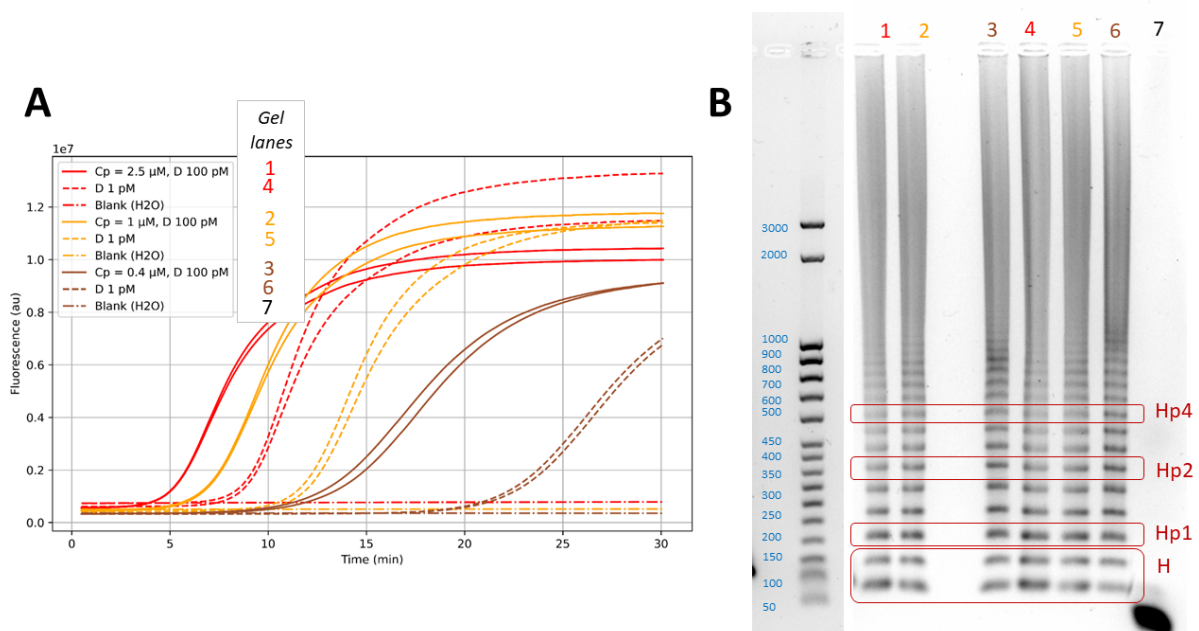 A
Gel
lanes
1
4
2
5
3
6
7
1e7
Cp = 2.5 µM, D 100 pM
D 1 pM
Blank (H2O)
Cp = 1 µM, D 100 pM
D 1 pM
Blank (H2O)
Cp = 0.4 µM, D 100 pM
D 1 pM
Blank (H2O)
Fluorescence (au)
1.2
1.0
0.8
0.6
0.4
0.2
0.0
0 5 10 15 20 25 30
Time (min)
B
1 2 3 4 5 6 7
3000
2000
1000
900
800
700
600
500
450
400
350
300
250
200
150
100
50
Hp4
Hp2
Hp1
H